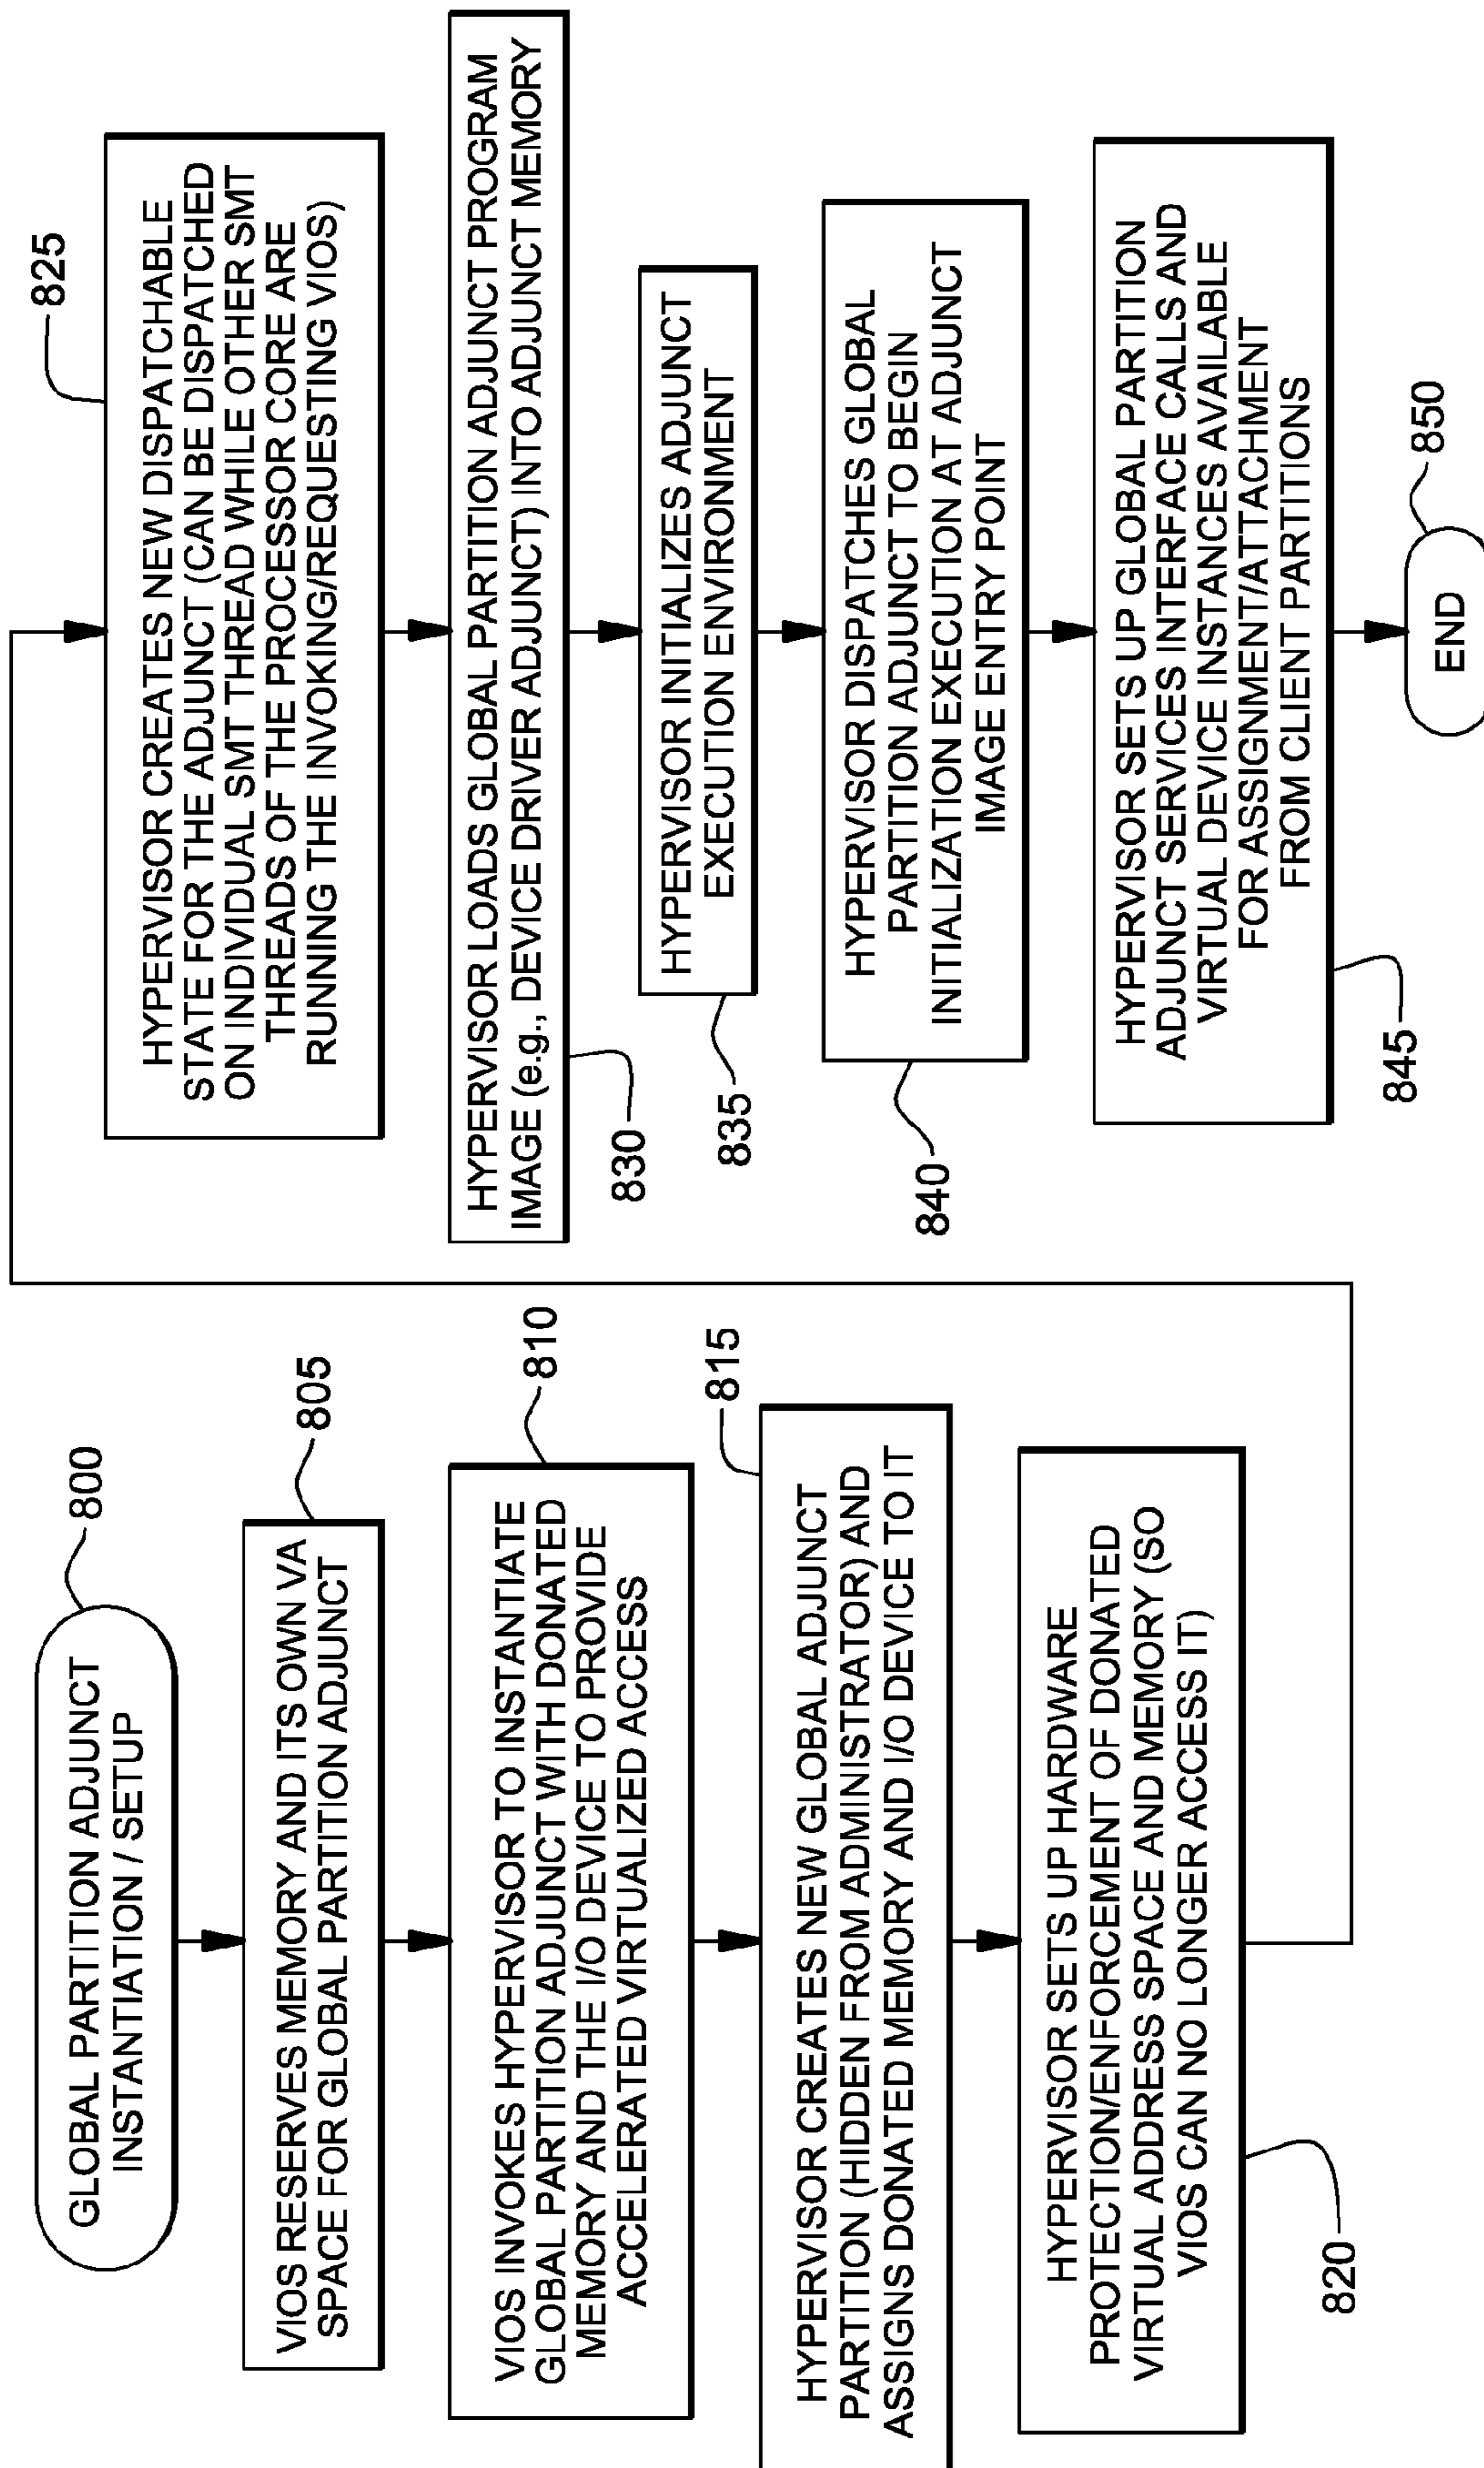 GLOBAL PARTITION ADJUNCT
INSTANTIATION / SETUP
800
VIOS RESERVES MEMORY AND ITS OWN VA
SPACE FOR GLOBAL PARTITION ADJUNCT
805
VIOS INVOKES HYPERVISOR TO INSTANTIATE
GLOBAL PARTITION ADJUNCT WITH DONATED
MEMORY AND THE I/O DEVICE TO PROVIDE
ACCELERATED VIRTUALIZED ACCESS
810
HYPERVISOR CREATES NEW GLOBAL ADJUNCT
PARTITION (HIDDEN FROM ADMINISTRATOR) AND
ASSIGNS DONATED MEMORY AND I/O DEVICE TO IT
815
HYPERVISOR SETS UP HARDWARE
PROTECTION/ENFORCEMENT OF DONATED
VIRTUAL ADDRESS SPACE AND MEMORY (SO
VIOS CAN NO LONGER ACCESS IT)
820
HYPERVISOR CREATES NEW DISPATCHABLE
STATE FOR THE ADJUNCT (CAN BE DISPATCHED
ON INDIVIDUAL SMT THREAD WHILE OTHER SMT
THREADS OF THE PROCESSOR CORE ARE
RUNNING THE INVOKING/REQUESTING VIOS)
825
HYPERVISOR LOADS GLOBAL PARTITION ADJUNCT PROGRAM
IMAGE (e.g., DEVICE DRIVER ADJUNCT) INTO ADJUNCT MEMORY
830
HYPERVISOR INITIALIZES ADJUNCT
EXECUTION ENVIRONMENT
835
HYPERVISOR DISPATCHES GLOBAL
PARTITION ADJUNCT TO BEGIN
INITIALIZATION EXECUTION AT ADJUNCT
IMAGE ENTRY POINT
840
HYPERVISOR SETS UP GLOBAL PARTITION
ADJUNCT SERVICES INTERFACE CALLS AND
VIRTUAL DEVICE INSTANCES AVAILABLE
FOR ASSIGNMENT/ATTACHMENT
FROM CLIENT PARTITIONS
845
END
850